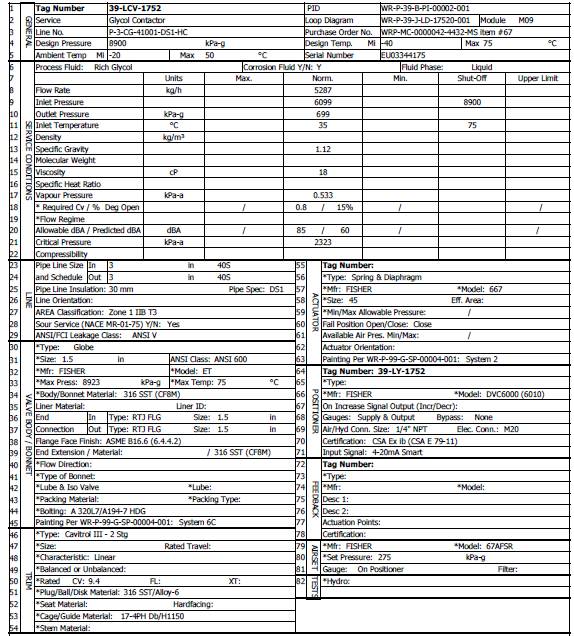 1 Tag Number 39-LCV-1752 PID WR-P-39-B-PI-00002-001
2 Service Glycol Contactor Loop Diagram WR-P-39-J-LD-17520-001 Module M09
3 Line No. P-3-CG-41001-DS1-HC Purchase Order No. WRP-MC-0000042-4432-MS item #67
4 Design Pressure 8900 kPa-g Design Temp. Mi -40 Max 75 °C
5 Ambient Temp Mi -20 Max 50 °C Serial Number EU03344175
GENERAL
6 Process Fluid: Rich Glycol Corrosion Fluid Y/N: Y Fluid Phase: Liquid
7 Units Max. Norm. Min. Shut-Off Upper Limit
8 Flow Rate kg/h 5287
9 Inlet Pressure 6099 8900
10 Outlet Pressure kPa-g 699
11 Inlet Temperature °C 35 75
12 Density kg/m³
13 Specific Gravity 1.12
14 Molecular Weight
15 Viscosity cP 18
16 Specific Heat Ratio
17 Vapour Pressure kPa-a 0.533
18 * Required Cv / % Deg Open / 0.8 / 15% / /
19 *Flow Regime
20 Allowable dBA / Predicted dBA dBA / 85 / 60 / /
21 Critical Pressure kPa-a 2323
22 Compressibility
SERVICE CONDITIONS
23 Pipe Line Size In 3 in 40S
24 and Schedule Out 3 in 40S
25 Pipe Line Insulation: 30 mm Pipe Spec: DS1
26 Line Orientation:
27 AREA Classification: Zone 1 IIB T3
28 Sour Service (NACE MR-01-75) Y/N: Yes
29 ANSI/FCI Leakage Class: ANSI V
LINE
30 *Type: Globe
31 *Size: 1.5 in ANSI Class: ANSI 600
32 *Mfr: FISHER *Model: ET
33 *Max Press: 8923 kPa-g *Max Temp: 75 °C
34 *Body/Bonnet Material: 316 SST (CF8M)
35 Liner Material: Liner ID:
36 End In Type: RTJ FLG Size: 1.5 in
37 Connection Out Type: RTJ FLG Size: 1.5 in
38 Flange Face Finish: ASME B16.6 (6.4.4.2)
39 End Extension / Material: / 316 SST (CF8M)
40 *Flow Direction:
41 *Type of Bonnet:
42 *Lube & Iso Valve *Lube:
43 *Packing Material: *Packing Type:
44 *Bolting: A 320L7/A194-7 HDG
45 Painting Per WR-P-99-G-SP-00004-001: System 6C
VALVE BODY / BONNET
46 *Type: Cavitrol III - 2 Stg
47 *Size: Rated Travel:
48 *Characteristic: Linear
49 *Balanced or Unbalanced:
50 *Rated CV: 9.4 FL: XT:
51 *Plug/Ball/Disk Material: 316 SST/Alloy-6
52 *Seat Material: Hardfacing:
53 *Cage/Guide Material: 17-4PH Db/H1150
54 *Stem Material:
TRIM
55 Tag Number:
56 *Type: Spring & Diaphragm
57 *Mfr: FISHER *Model: 667
58 *Size: 45 Eff. Area:
59 *Min/Max Allowable Pressure: /
60 Fail Position Open/Close: Close
61 Available Air Pres. Min/Max: /
62 Actuator Orientation:
63 Painting Per WR-P-99-G-SP-00004-001: System 2
ACTUATOR
64 Tag Number: 39-LY-1752
65 *Type:
66 *Mfr: FISHER *Model: DVC6000 (6010)
67 On Increase Signal Output (Incr/Decr):
68 Gauges: Supply & Output Bypass: None
69 Air/Hyd Conn. Size: 1/4" NPT Elec. Conn.: M20
70 Certification: CSA Ex ib (CSA E 79-11)
71 Input Signal: 4-20mA Smart
POSITIONER
72 Tag Number:
73 *Type:
74 *Mfr: *Model:
75 Desc 1:
76 Desc 2:
77 Actuation Points:
78 Certification:
FEEDBACK
79 *Mfr: FISHER *Model: 67AFSR
80 *Set Pressure: 275 kPa-g
81 Gauge: On Positioner Filter:
AIRSET
82 *Hydro:
TESTS